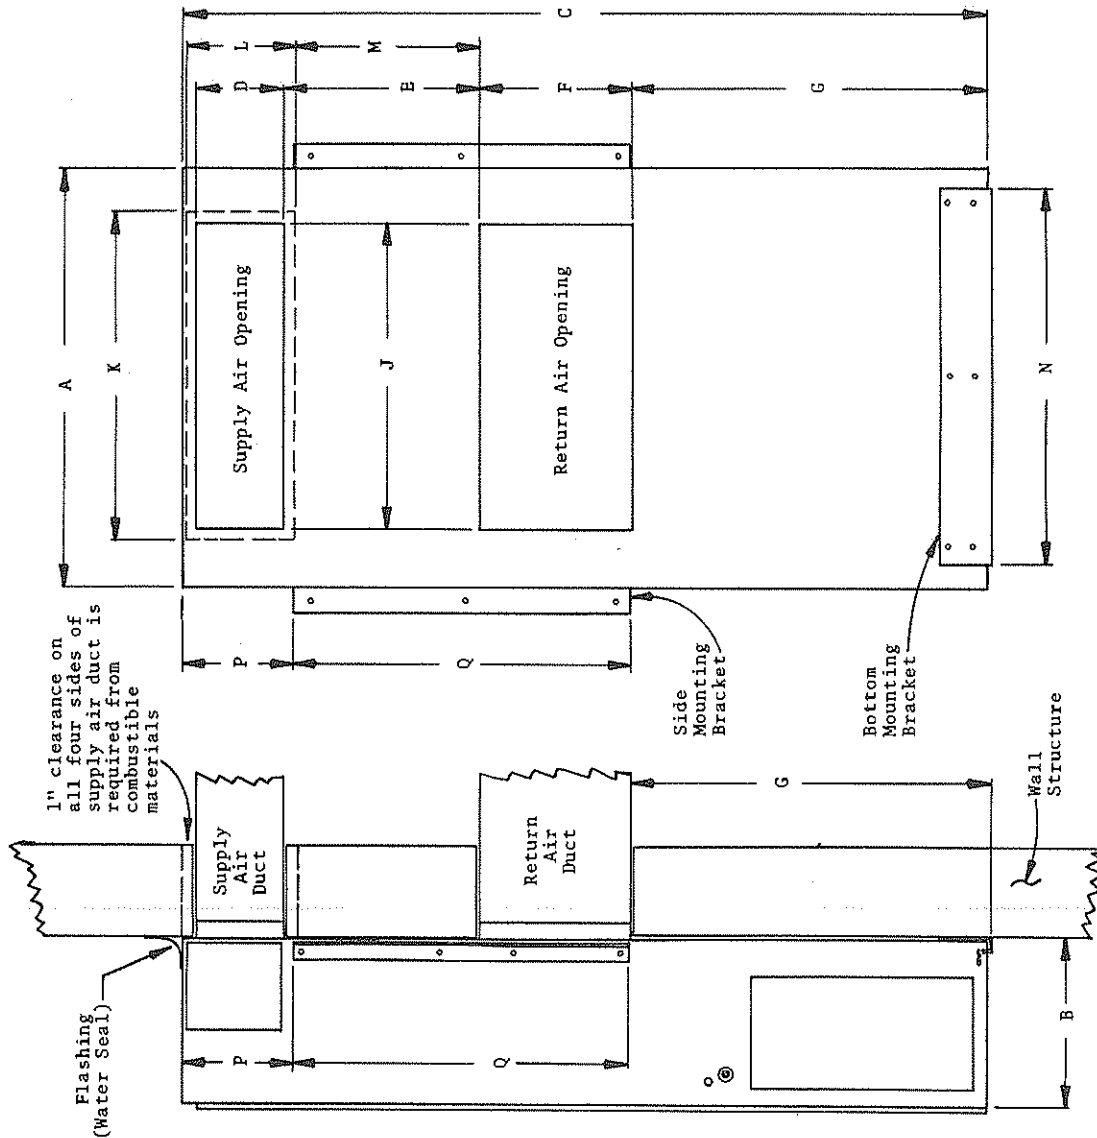 Flashing
(Water Seal)
1" clearance on
all four sides of
supply air duct is
required from
combustible
materials
Supply
Air
Duct
Return
Air
Duct
P
Q
G
B
Wall
Structure
A
K
Supply Air Opening
J
Return Air Opening
P
Q
Side
Mounting
Bracket
Bottom
Mounting
Bracket
N
D
L
E
M
F
G
C